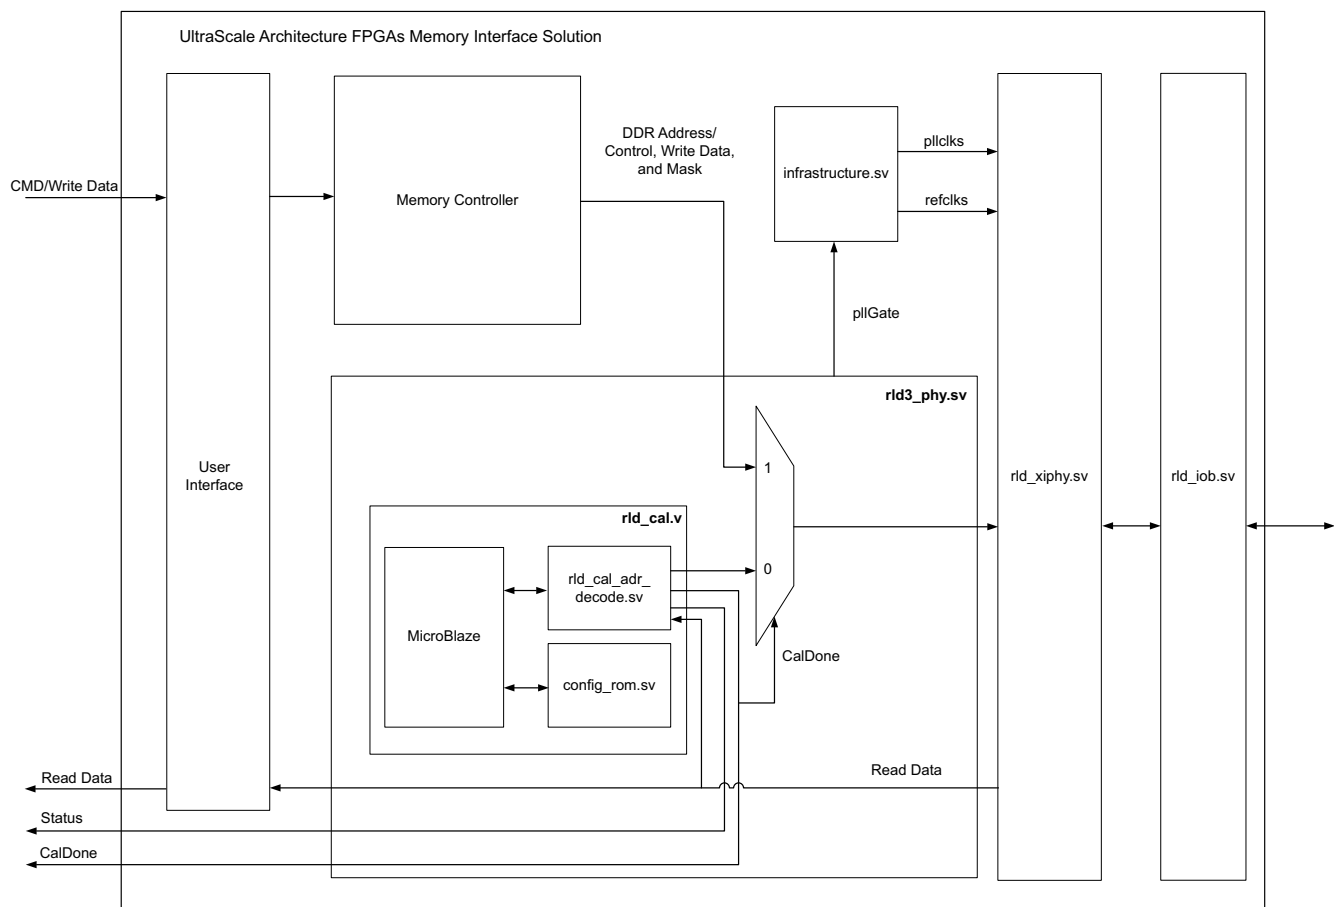 UltraScale Architecture FPGAs Memory Interface Solution
CMD/Write Data
User
Interface
Memory Controller
DDR Address/
Control, Write Data,
and Mask
infrastructure.sv
pllclks
refclks
pllGate
rld3_phy.sv
1
0
CalDone
rld_cal.v
MicroBlaze
rld_cal_adr_
decode.sv
config_rom.sv
rld_xiphy.sv
rld_iob.sv
Read Data
Read Data
Status
CalDone